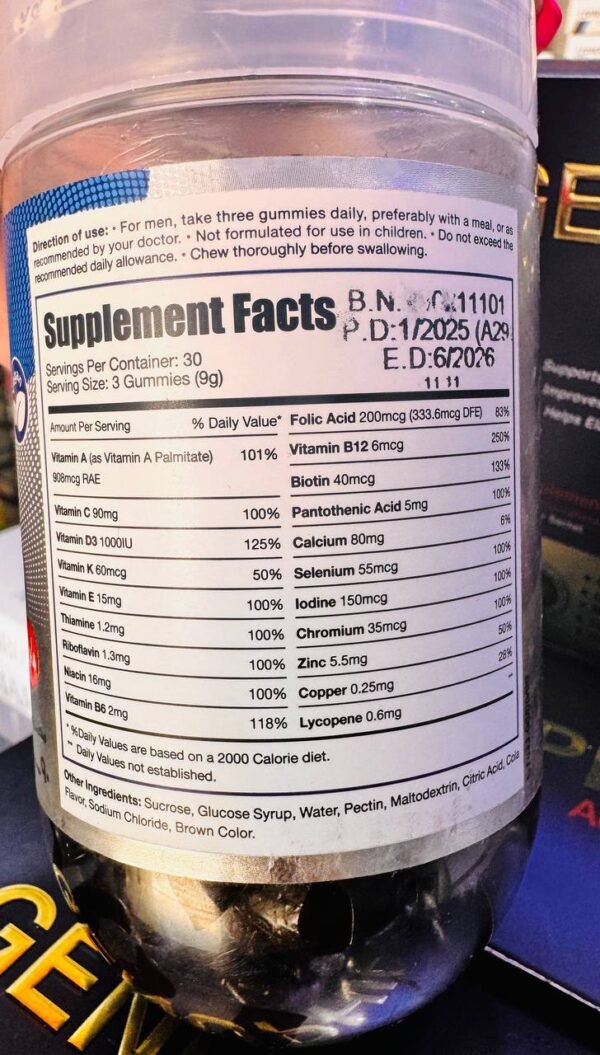 Direction of use: • For men, take three gummies daily, preferably with a meal, or as
recommended by your doctor. • Not formulated for use in children. • Do not exceed the
recommended daily allowance. • Chew thoroughly before swallowing.
Supplement Facts
B.N. 11101
P.D:1/2025 (A29
E.D:6/2026
11 11
Servings Per Container: 30
Serving Size: 3 Gummies (9g)
Amount Per Serving % Daily Value*
Vitamin A (as Vitamin A Palmitate) 101%
908mcg RAE
Vitamin C 90mg 100%
Vitamin D3 1000IU 125%
Vitamin K 60mcg 50%
Vitamin E 15mg 100%
Thiamine 1.2mg 100%
Riboflavin 1.3mg 100%
Niacin 16mg 100%
Vitamin B6 2mg 118%
Folic Acid 200mcg (333.6mcg DFE) 83%
Vitamin B12 6mcg 250%
Biotin 40mcg 133%
Pantothenic Acid 5mg 100%
Calcium 80mg 6%
Selenium 55mcg 100%
Iodine 150mcg 100%
Chromium 35mcg 100%
Zinc 5.5mg 50%
Copper 0.25mg 28%
Lycopene 0.6mg **
* %Daily Values are based on a 2000 Calorie diet.
** Daily Values not established.
Other Ingredients: Sucrose, Glucose Syrup, Water, Pectin, Maltodextrin, Citric Acid, Cola
Flavor, Sodium Chloride, Brown Color.
GEN